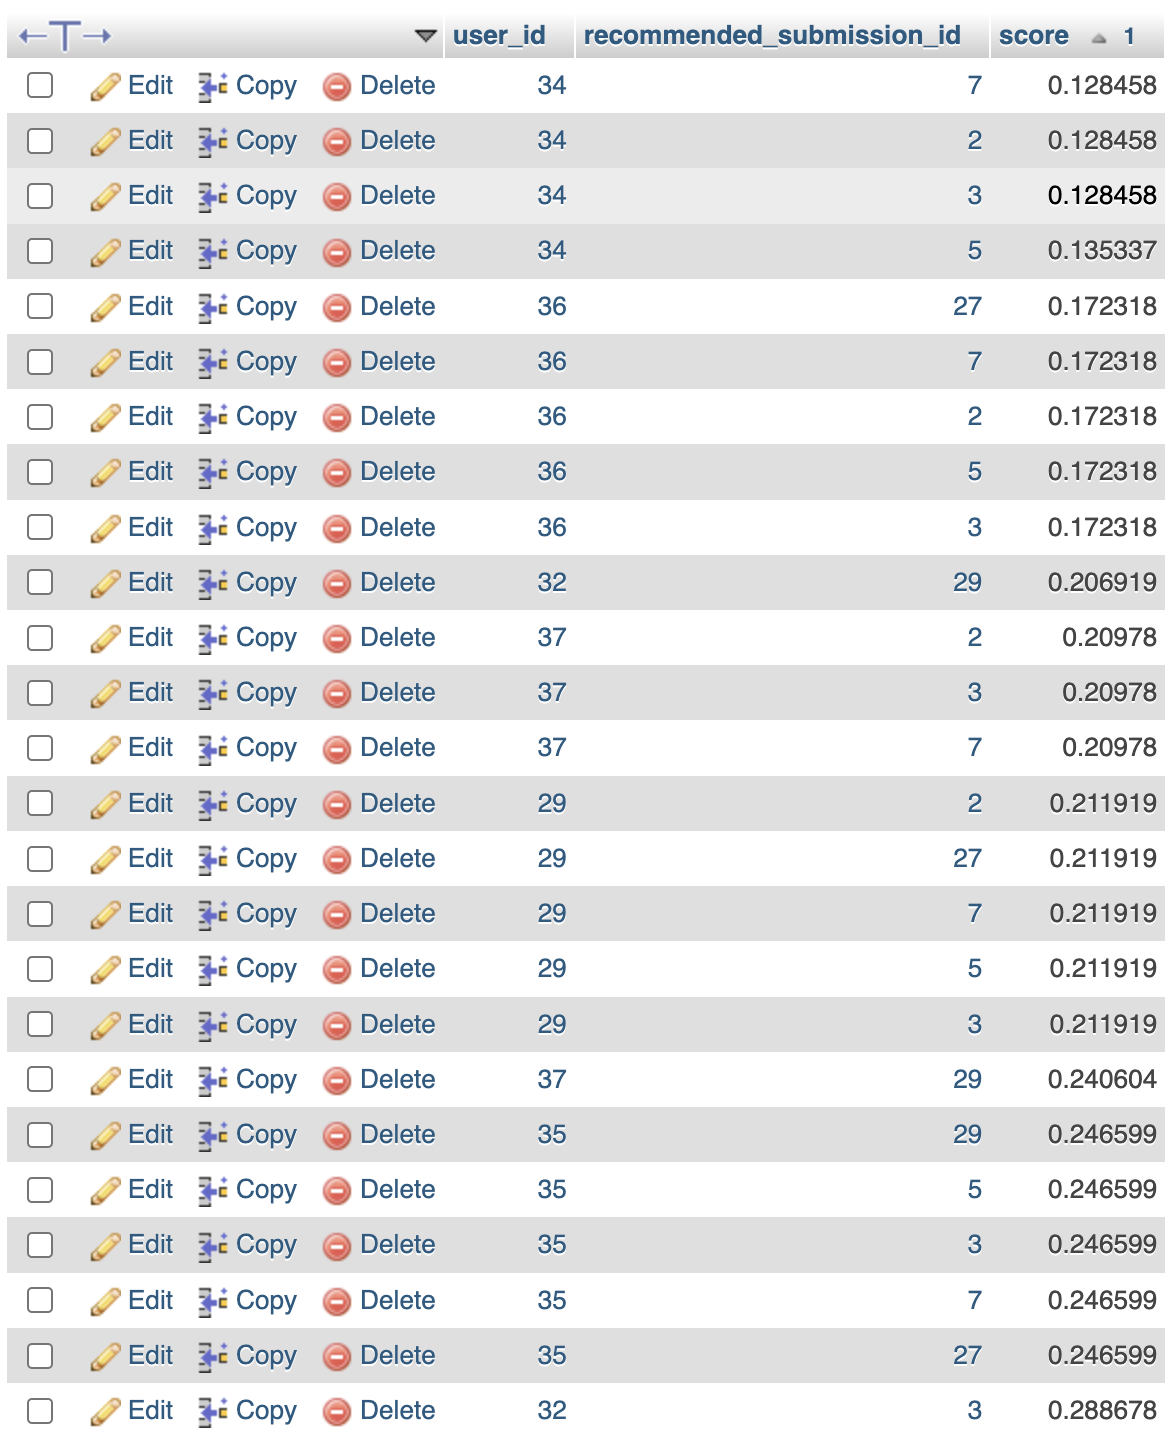 ←T→ user_id recommended_submission_id score 1
Edit Copy Delete 34 7 0.128458
Edit Copy Delete 34 2 0.128458
Edit Copy Delete 34 3 0.128458
Edit Copy Delete 34 5 0.135337
Edit Copy Delete 36 27 0.172318
Edit Copy Delete 36 7 0.172318
Edit Copy Delete 36 2 0.172318
Edit Copy Delete 36 5 0.172318
Edit Copy Delete 36 3 0.172318
Edit Copy Delete 32 29 0.206919
Edit Copy Delete 37 2 0.20978
Edit Copy Delete 37 3 0.20978
Edit Copy Delete 37 7 0.20978
Edit Copy Delete 29 2 0.211919
Edit Copy Delete 29 27 0.211919
Edit Copy Delete 29 7 0.211919
Edit Copy Delete 29 5 0.211919
Edit Copy Delete 29 3 0.211919
Edit Copy Delete 37 29 0.240604
Edit Copy Delete 35 29 0.246599
Edit Copy Delete 35 5 0.246599
Edit Copy Delete 35 3 0.246599
Edit Copy Delete 35 7 0.246599
Edit Copy Delete 35 27 0.246599
Edit Copy Delete 32 3 0.288678